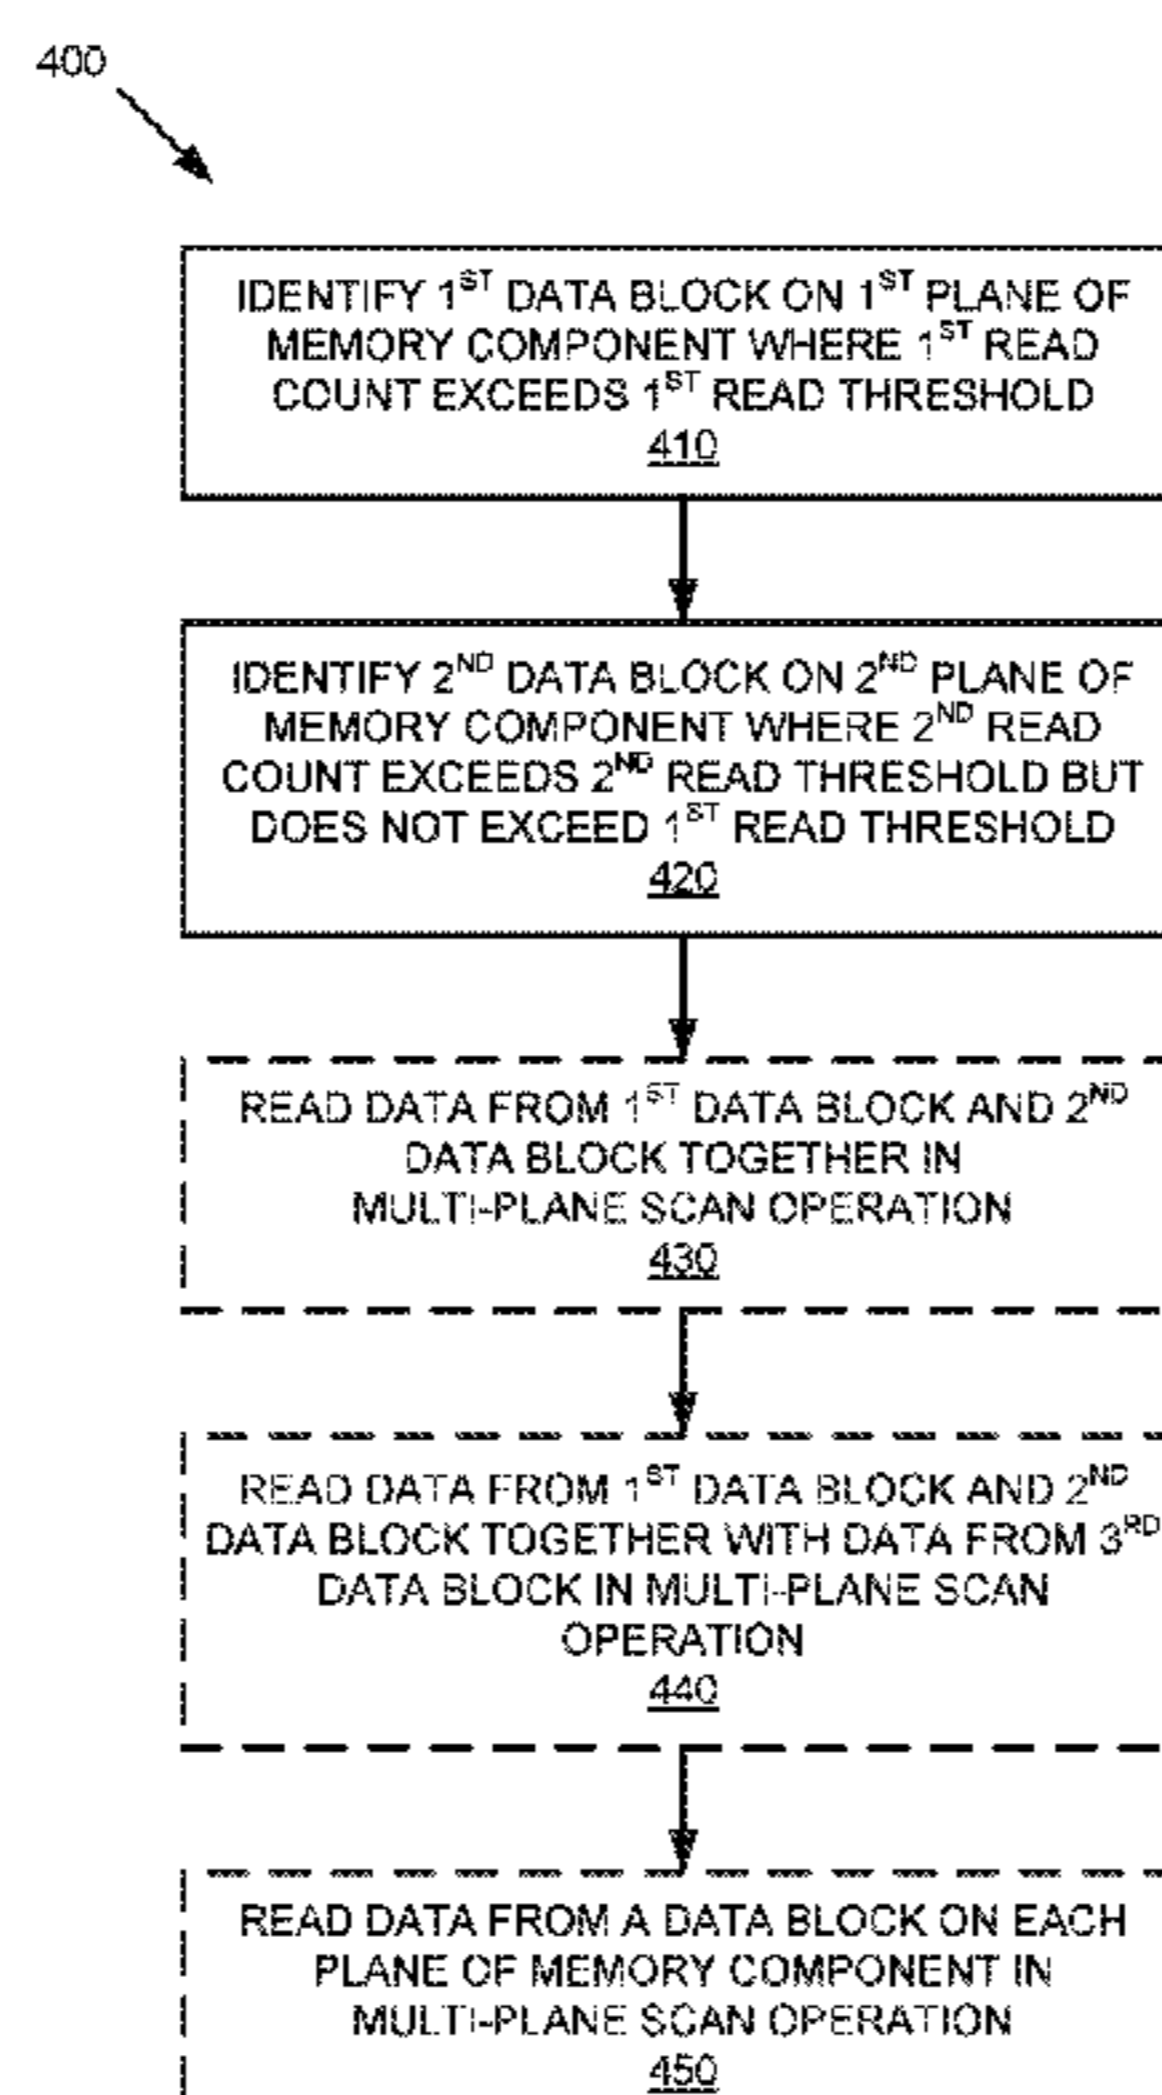 400
IDENTIFY 1ST DATA BLOCK ON 1ST PLANE OF
MEMORY COMPONENT WHERE 1ST READ
COUNT EXCEEDS 1ST READ THRESHOLD
410
IDENTIFY 2ND DATA BLOCK ON 2ND PLANE OF
MEMORY COMPONENT WHERE 2ND READ
COUNT EXCEEDS 2ND READ THRESHOLD BUT
DOES NOT EXCEED 1ST READ THRESHOLD
420
READ DATA FROM 1ST DATA BLOCK AND 2ND
DATA BLOCK TOGETHER IN
MULTI-PLANE SCAN OPERATION
430
READ DATA FROM 1ST DATA BLOCK AND 2ND
DATA BLOCK TOGETHER WITH DATA FROM 3RD
DATA BLOCK IN MULTI-PLANE SCAN
OPERATION
440
READ DATA FROM A DATA BLOCK ON EACH
PLANE OF MEMORY COMPONENT IN
MULTI-PLANE SCAN OPERATION
450